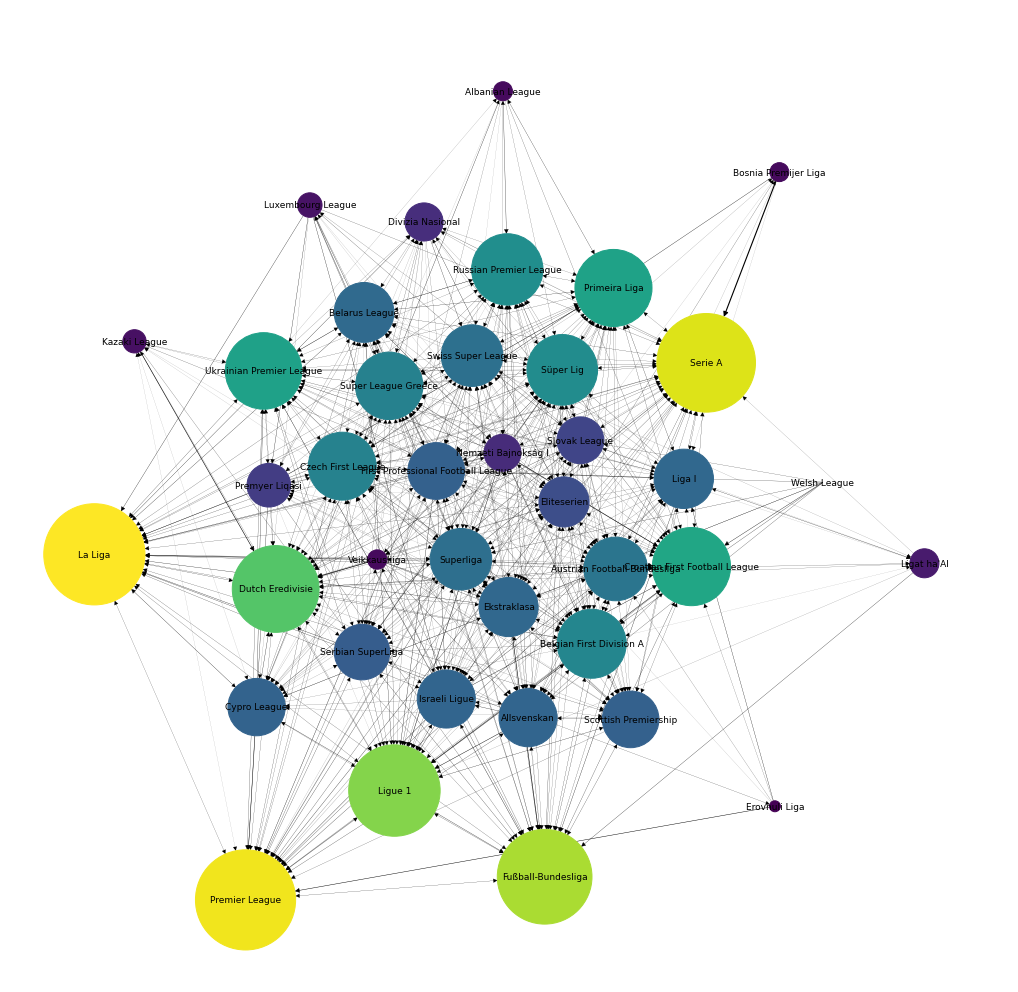 Albanian League
Bosnia Premijer Liga
Luxembourg League
Divizia Nasional
Russian Premier League
Primeira Liga
Belarus League
Kazaki League
Swiss Super League
Serie A
Ukrainian Premier League
Süper Lig
Super League Greece
Slovak League
Nemzeti Bajnokság I
Czech First League
First Professional Football League
Liga I
Welsh League
Premyer Liqası
Eliteserien
La Liga
Veikkausliiga
Superliga
Ligat ha'Al
Austrian Football Bundesliga
Croatian First Football League
Dutch Eredivisie
Ekstraklasa
Belgian First Division A
Serbian SuperLiga
Israeli Ligue
Cypro League
Allsvenskan
Scottish Premiership
Ligue 1
Erovnuli Liga
Fußball-Bundesliga
Premier League